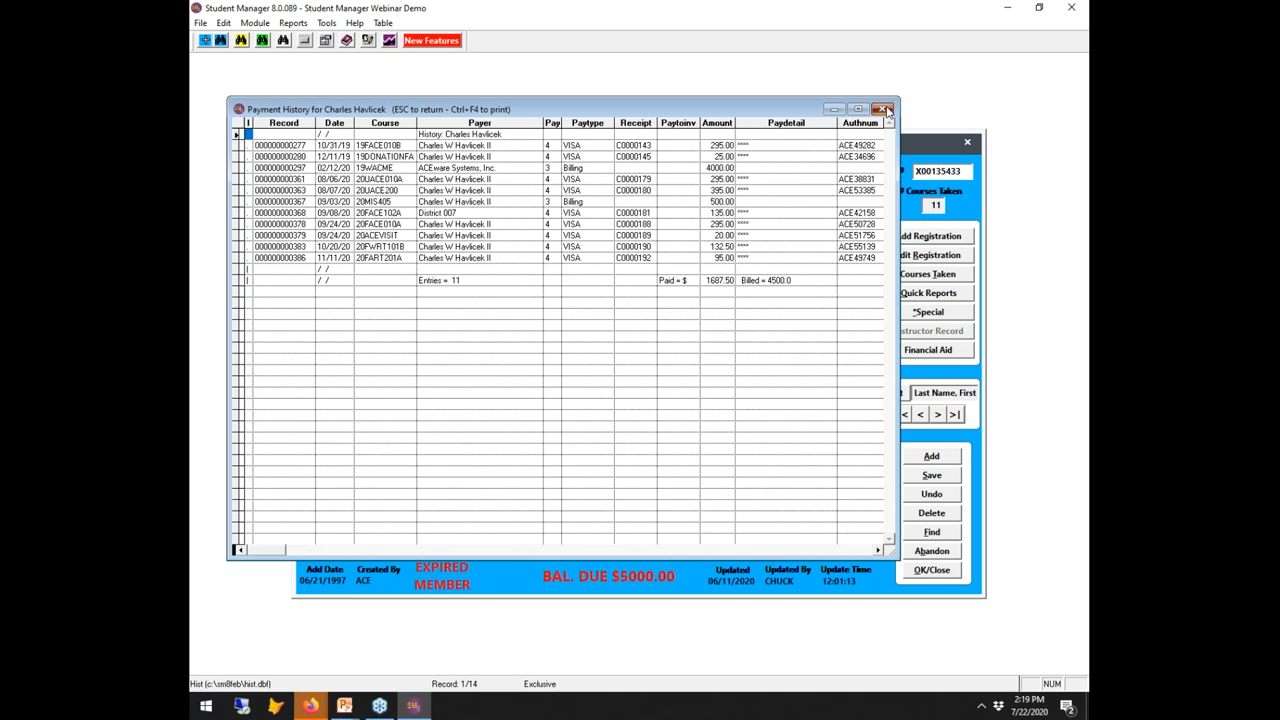 Student Manager 8.0.089 - Student Manager Webinar Demo
File Edit Module Reports Tools Help Table
New Features
Payment History for Charles Havlicek (ESC to return - Ctrl+F4 to print)
I Record Date Course Payer Pay Paytype Receipt Paytoinv Amount Paydetail Authnum
/ / History: Charles Havlicek
. 000000000277 10/31/19 19FACE010B Charles W Havlicek II 4 VISA C0000143 295.00 **** ACE49282
. 000000000280 12/11/19 19DONATIONFA Charles W Havlicek II 4 VISA C0000145 25.00 **** ACE34696
. 000000000297 02/12/20 19WACME ACEware Systems, Inc. 3 Billing 4000.00
. 000000000361 08/06/20 20UACE010A Charles W Havlicek II 4 VISA C0000179 295.00 **** ACE38831
. 000000000363 08/07/20 20UACE200 Charles W Havlicek II 4 VISA C0000180 395.00 **** ACE53385
. 000000000367 09/03/20 20MIS405 Charles W Havlicek II 3 Billing 500.00
. 000000000368 09/08/20 20FACE102A District 007 4 VISA C0000181 135.00 **** ACE42158
. 000000000378 09/24/20 20FACE010A Charles W Havlicek II 4 VISA C0000188 295.00 **** ACE50728
. 000000000379 09/24/20 20ACEVISIT Charles W Havlicek II 4 VISA C0000189 20.00 **** ACE51756
. 000000000383 10/20/20 20FWRT101B Charles W Havlicek II 4 VISA C0000190 132.50 **** ACE55139
. 000000000386 11/11/20 20FART201A Charles W Havlicek II 4 VISA C0000192 95.00 **** ACE49749
| / /
| / / Entries = 11 Paid = $ 1687.50 Billed = 4500.0
X00135433
Courses Taken
11
dd Registration
dit Registration
Courses Taken
Quick Reports
*Special
structor Record
Financial Aid
t Last Name, First
|< < > >|
Add
Save
Undo
Delete
Find
Abandon
OK/Close
Add Date Created By EXPIRED MEMBER BAL. DUE $5000.00 Updated Updated By Update Time
06/21/1997 ACE 06/11/2020 CHUCK 12:01:13
Hist (c:\sm8feb\hist.dbf) Record: 1/14 Exclusive NUM
2:19 PM
7/22/2020